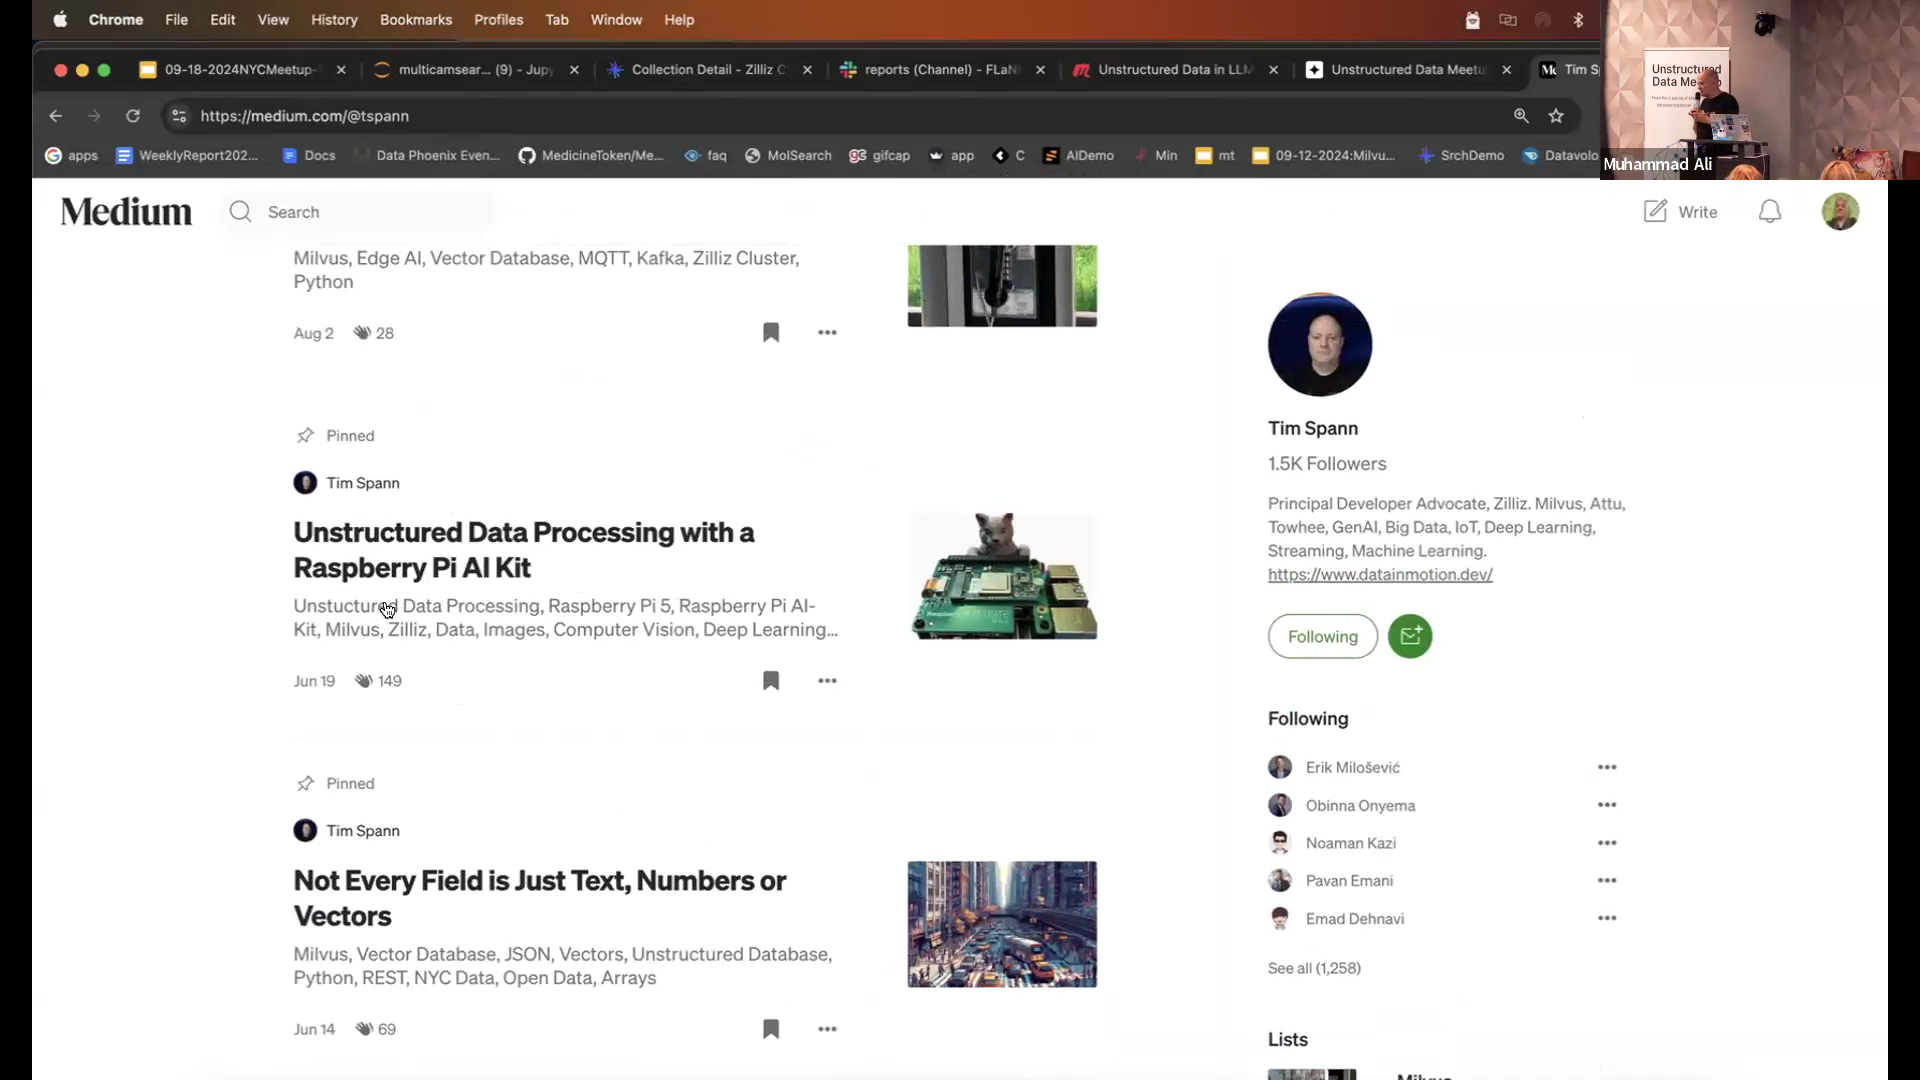 Chrome File Edit View History Bookmarks Profiles Tab Window Help
09-18-2024NYCMeetup-
multicamsear... (9) - Jup
Collection Detail - Zilliz C
reports (Channel) - FLaN
Unstructured Data in LLM
Unstructured Data Meetu
Tim S
https://medium.com/@tspann
apps WeeklyReport202... Docs Data Phoenix Even... MedicineToken/Me... faq MolSearch gifcap app C AIDemo Min mt 09-12-2024:Milvu... SrchDemo Datavolo
Unstructured
Data Me
Muhammad Ali
Medium
Search
Write
Milvus, Edge AI, Vector Database, MQTT, Kafka, Zilliz Cluster,
Python
Aug 2 28
Pinned
Tim Spann
Unstructured Data Processing with a
Raspberry Pi AI Kit
Unstuctured Data Processing, Raspberry Pi 5, Raspberry Pi AI-
Kit, Milvus, Zilliz, Data, Images, Computer Vision, Deep Learning...
Jun 19 149
Pinned
Tim Spann
Not Every Field is Just Text, Numbers or
Vectors
Milvus, Vector Database, JSON, Vectors, Unstructured Database,
Python, REST, NYC Data, Open Data, Arrays
Jun 14 69
Tim Spann
1.5K Followers
Principal Developer Advocate, Zilliz. Milvus, Attu,
Towhee, GenAI, Big Data, IoT, Deep Learning,
Streaming, Machine Learning.
https://www.datainmotion.dev/
Following
Following
Erik Milošević
Obinna Onyema
Noaman Kazi
Pavan Emani
Emad Dehnavi
See all (1,258)
Lists